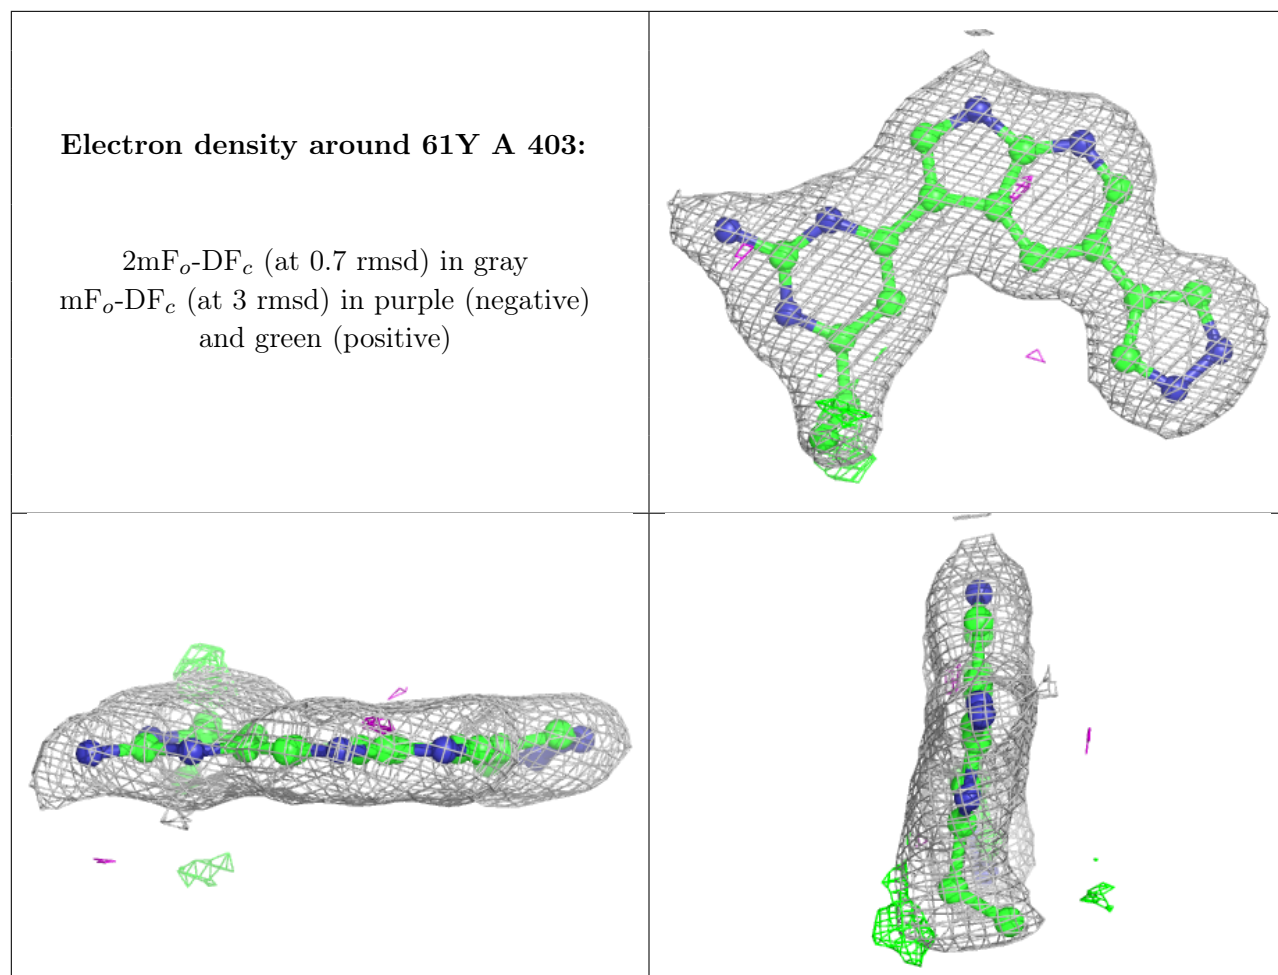 Electron density around 61Y A 403:
2mFₒ-DF𝒸 (at 0.7 rmsd) in gray
mFₒ-DF𝒸 (at 3 rmsd) in purple (negative)
and green (positive)